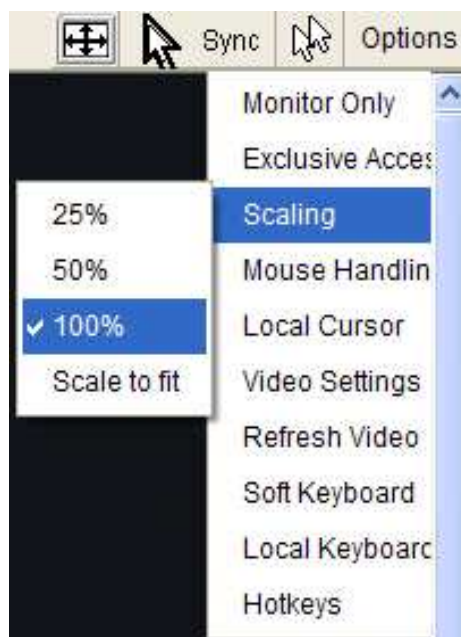 Sync Options
Monitor Only
Exclusive Acces
Scaling
Mouse Handlin
Local Cursor
Video Settings
Refresh Video
Soft Keyboard
Local Keyboard
Hotkeys
25%
50%
100%
Scale to fit